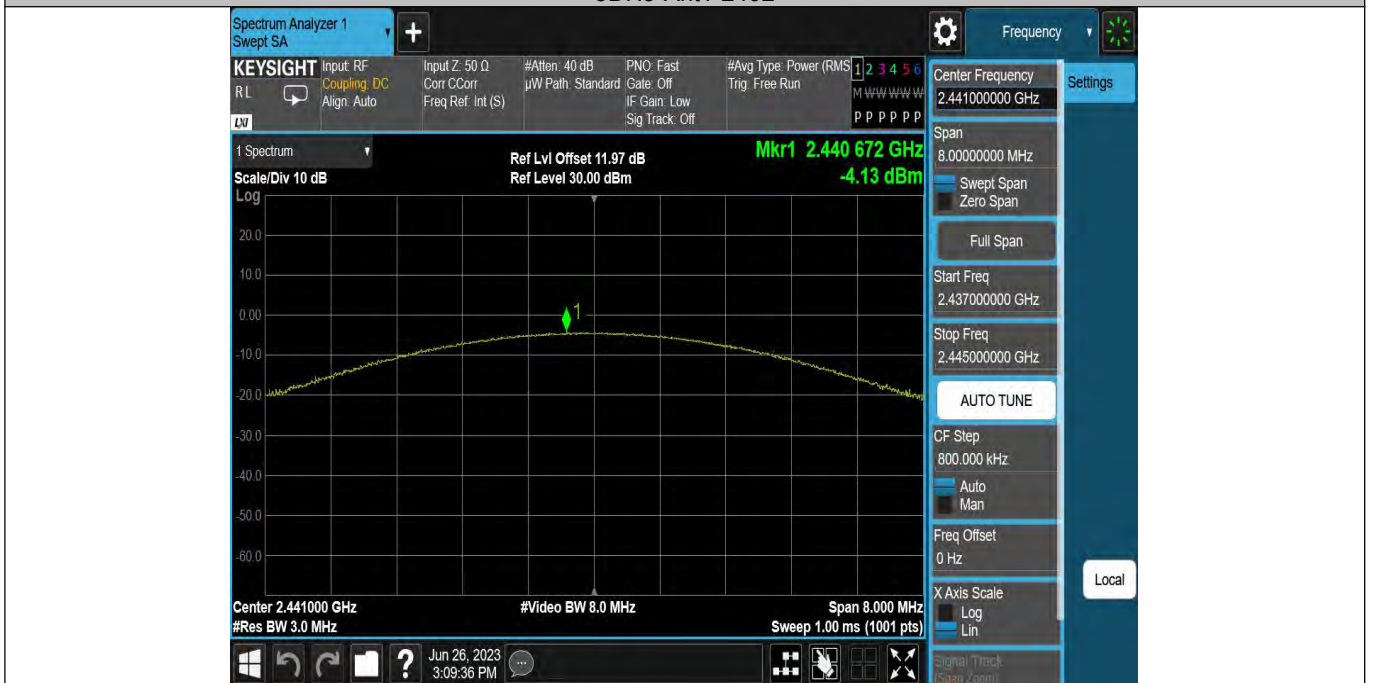 Spectrum Analyzer 1
Swept SA
+
Frequency
KEYSIGHT
RL
LXI
Input: RF
Coupling: DC
Align: Auto
Input Z: 50 Ω
Corr CCorr
Freq Ref: Int (S)
#Atten: 40 dB
µW Path: Standard
PNO: Fast
Gate: Off
IF Gain: Low
Sig Track: Off
#Avg Type: Power (RMS
Trig: Free Run
1 2 3 4 5 6
M W W W W W
P P P P P P
1 Spectrum
Scale/Div 10 dB
Ref Lvl Offset 11.97 dB
Ref Level 30.00 dBm
Mkr1 2.440 672 GHz
-4.13 dBm
Log
20.0
10.0
0.00
-10.0
-20.0
-30.0
-40.0
-50.0
-60.0
1
Center 2.441000 GHz
#Res BW 3.0 MHz
#Video BW 8.0 MHz
Span 8.000 MHz
Sweep 1.00 ms (1001 pts)
Jun 26, 2023
3:09:36 PM
?
Center Frequency
2.441000000 GHz
Settings
Span
8.00000000 MHz
Swept Span
Zero Span
Full Span
Start Freq
2.437000000 GHz
Stop Freq
2.445000000 GHz
AUTO TUNE
CF Step
800.000 kHz
Auto
Man
Freq Offset
0 Hz
X Axis Scale
Log
Lin
Local
Signal Track
(Span Zoom)